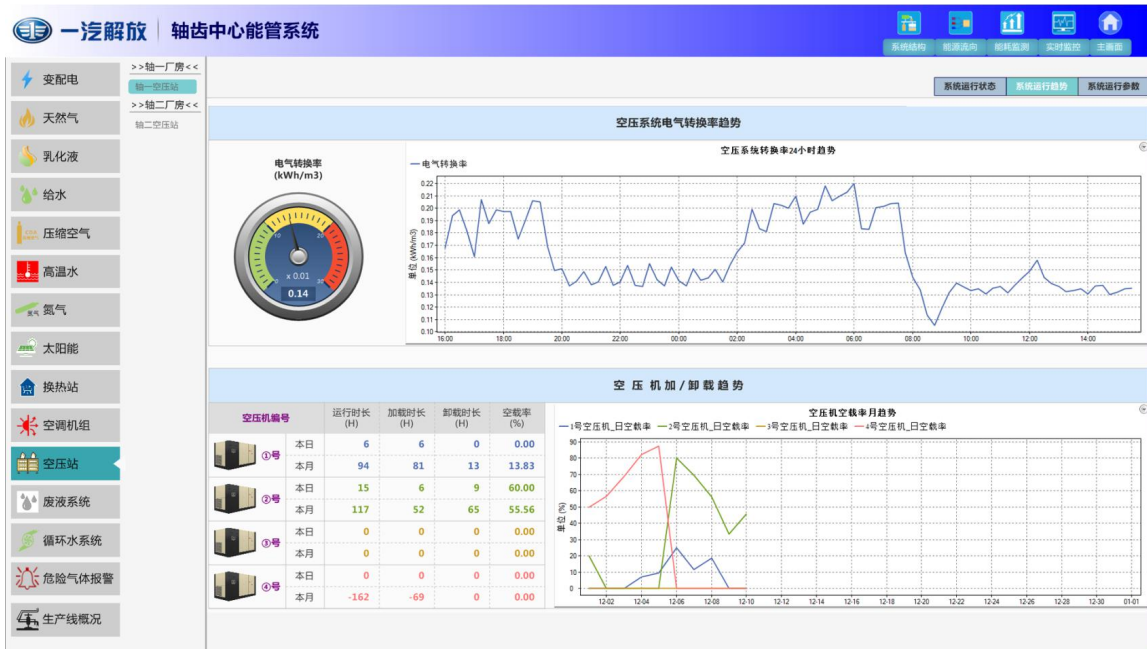 一汽解放 轴齿中心能管系统
系统结构 能源流向 能耗监测 实时监控 主画面
变配电
天然气
乳化液
给水
压缩空气
高温水
氮气
氮气
太阳能
换热站
空调机组
空压站
废液系统
循环水系统
危险气体报警
生产线概况
>>轴一厂房<<
轴一空压站
>>轴二厂房<<
轴二空压站
系统运行状态 系统运行趋势 系统运行参数
空压系统电气转换率趋势
电气转换率
(kWh/m3)
10 20
0 30
x 0.01
0.14
空压系统转换率24小时趋势
电气转换率
单位 (kWh/m3)
0.22
0.21
0.20
0.19
0.18
0.17
0.16
0.15
0.14
0.13
0.12
0.11
0.10
16:00 18:00 20:00 22:00 00:00 02:00 04:00 06:00 08:00 10:00 12:00 14:00
空 压 机加/卸载趋势
空压机编号 运行时长(H) 加载时长(H) 卸载时长(H) 空载率(%)
①号 本日 6 6 0 0.00
本月 94 81 13 13.83
②号 本日 15 6 9 60.00
本月 117 52 65 55.56
③号 本日 0 0 0 0.00
本月 0 0 0 0.00
④号 本日 0 0 0 0.00
本月 -162 -69 0 0.00
空压机空载率月趋势
1号空压机_日空载率 2号空压机_日空载率 3号空压机_日空载率 4号空压机_日空载率
单位 (%)
90
80
70
60
50
40
30
20
10
0
12-02 12-04 12-06 12-08 12-10 12-12 12-14 12-16 12-18 12-20 12-22 12-24 12-26 12-28 12-30 01-01